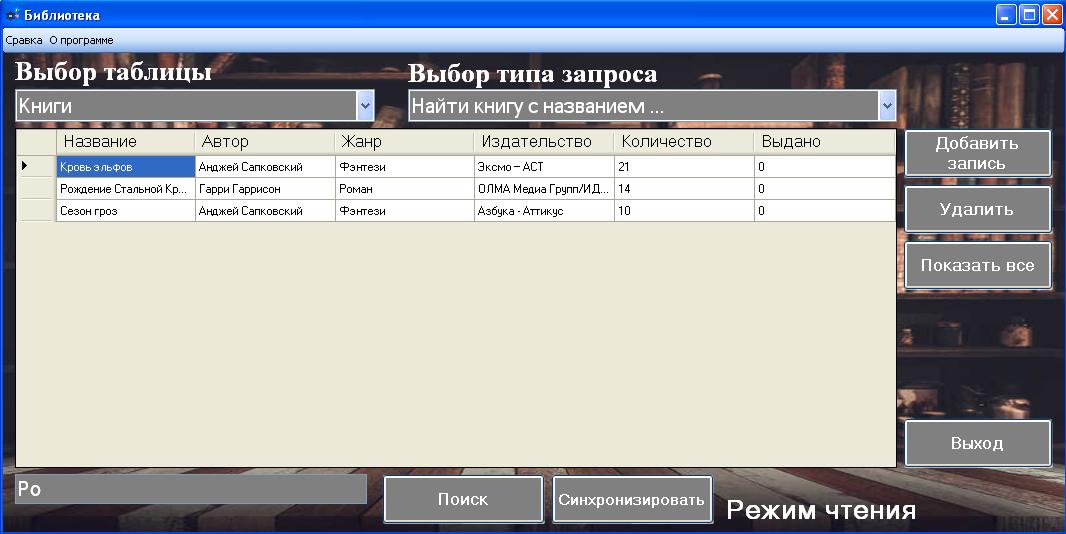 Библиотека
Сравка О программе
Выбор таблицы Выбор типа запроса
Книги Найти книгу с названием ...
Название Автор Жанр Издательство Количество Выдано
Кровь эльфов Анджей Сапковский Фэнтези Эксмо – АСТ 21 0
Рождение Стальной Кр... Гарри Гаррисон Роман ОЛМА Медиа Групп/ИД... 14 0
Сезон гроз Анджей Сапковский Фэнтези Азбука - Аттикус 10 0
Добавить
запись
Удалить
Показать все
Выход
Ро
Поиск Синхронизировать Режим чтения